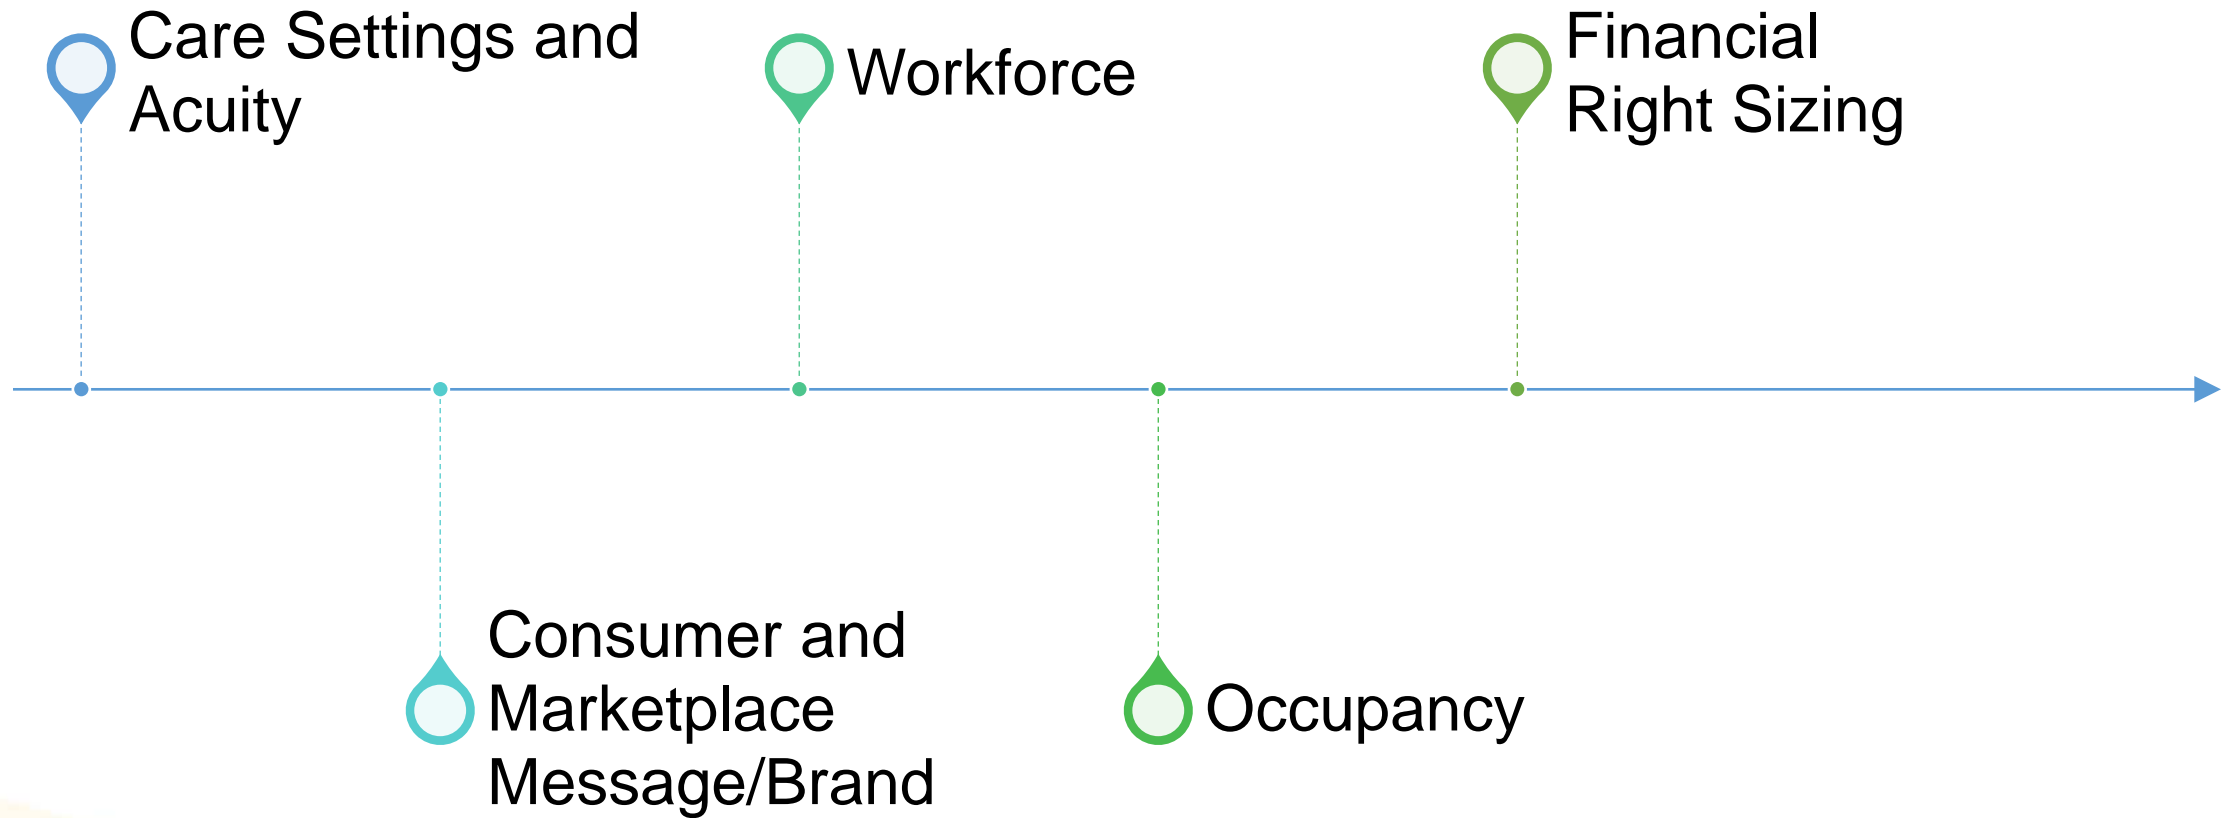 Care Settings and
Acuity
Workforce
Financial
Right Sizing
Consumer and
Marketplace
Message/Brand
Occupancy